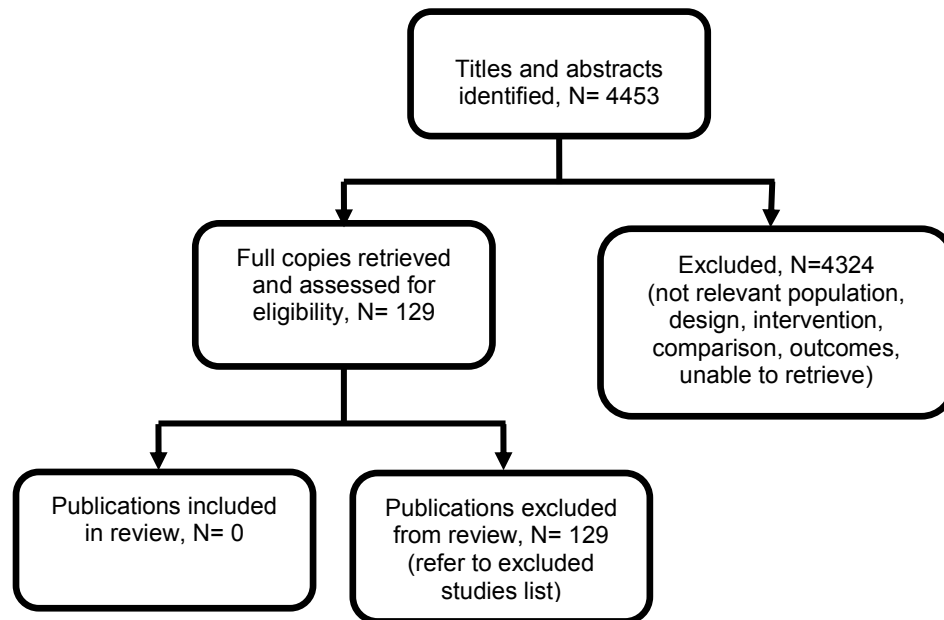 Titles and abstracts
identified, N= 4453
Full copies retrieved
and assessed for
eligibility, N= 129
Excluded, N=4324
(not relevant population,
design, intervention,
comparison, outcomes,
unable to retrieve)
Publications included
in review, N= 0
Publications excluded
from review, N= 129
(refer to excluded
studies list)